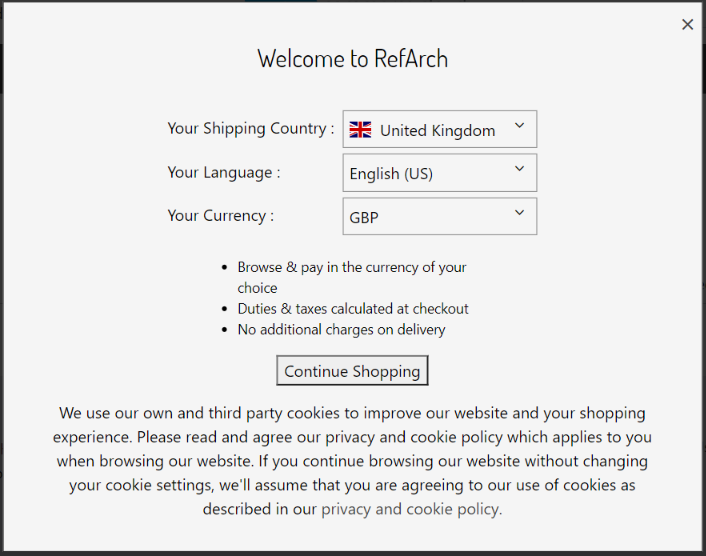 Welcome to RefArch
Your Shipping Country : United Kingdom
Your Language : English (US)
Your Currency : GBP
• Browse & pay in the currency of your
choice
• Duties & taxes calculated at checkout
• No additional charges on delivery
Continue Shopping
We use our own and third party cookies to improve our website and your shopping
experience. Please read and agree our privacy and cookie policy which applies to you
when browsing our website. If you continue browsing our website without changing
your cookie settings, we'll assume that you are agreeing to our use of cookies as
described in our privacy and cookie policy.